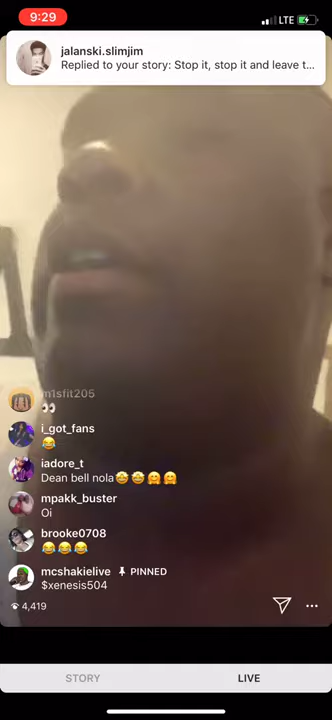 9:29
LTE
jalanski.slimjim
Replied to your story: Stop it, stop it and leave t...
m1sfit205
👀
i_got_fans
😂
iadore_t
Dean bell nola🤩🤩🤗🤗
mpakk_buster
Oi
brooke0708
😂😂😂
mcshakielive PINNED
$xenesis504
4,419
STORY LIVE